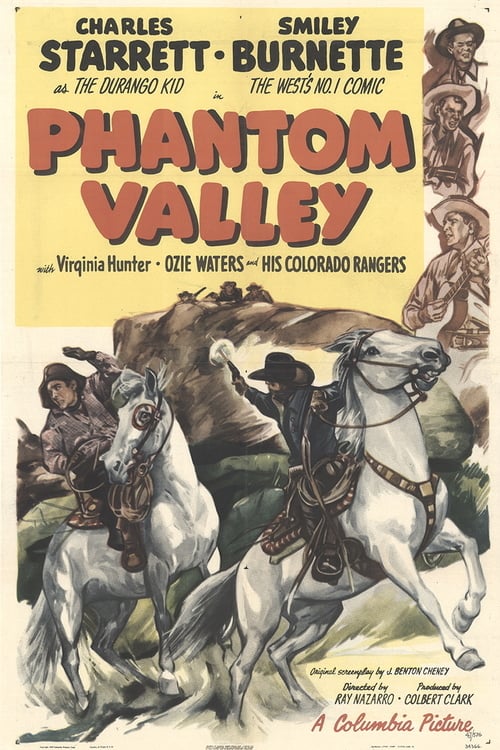 CHARLES STARRETT • SMILEY BURNETTE
as THE DURANGO KID in THE WEST'S NO. 1 COMIC
PHANTOM
VALLEY
with Virginia Hunter • OZIE WATERS and HIS COLORADO RANGERS
Original screenplay by J. BENTON CHENEY
Directed by RAY NAZARRO • Produced by COLBERT CLARK
A Columbia Picture